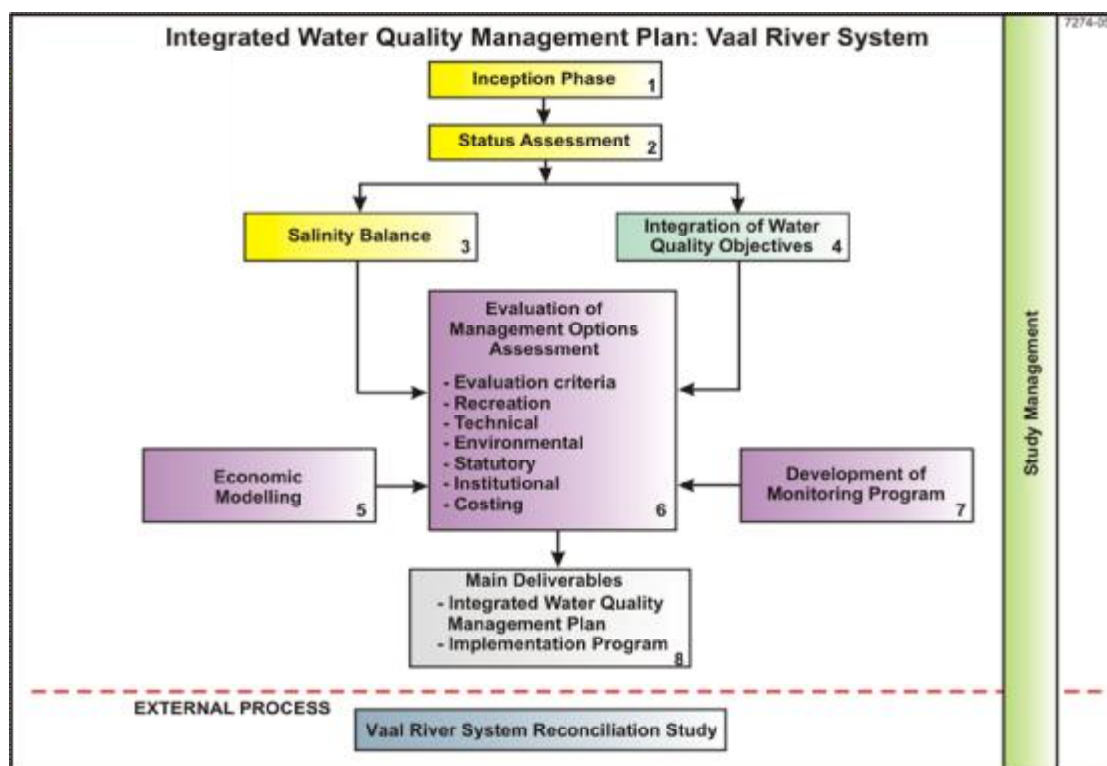 Integrated Water Quality Management Plan: Vaal River System
7274-05
Inception Phase
1
Status Assessment
2
Salinity Balance
3
Integration of Water
Quality Objectives
4
Evaluation of
Management Options
Assessment
- Evaluation criteria
- Recreation
- Technical
- Environmental
- Statutory
- Institutional
- Costing
6
Economic
Modelling
5
Development of
Monitoring Program
7
Main Deliverables
- Integrated Water Quality
Management Plan
- Implementation Program
8
Study Management
EXTERNAL PROCESS
Vaal River System Reconciliation Study